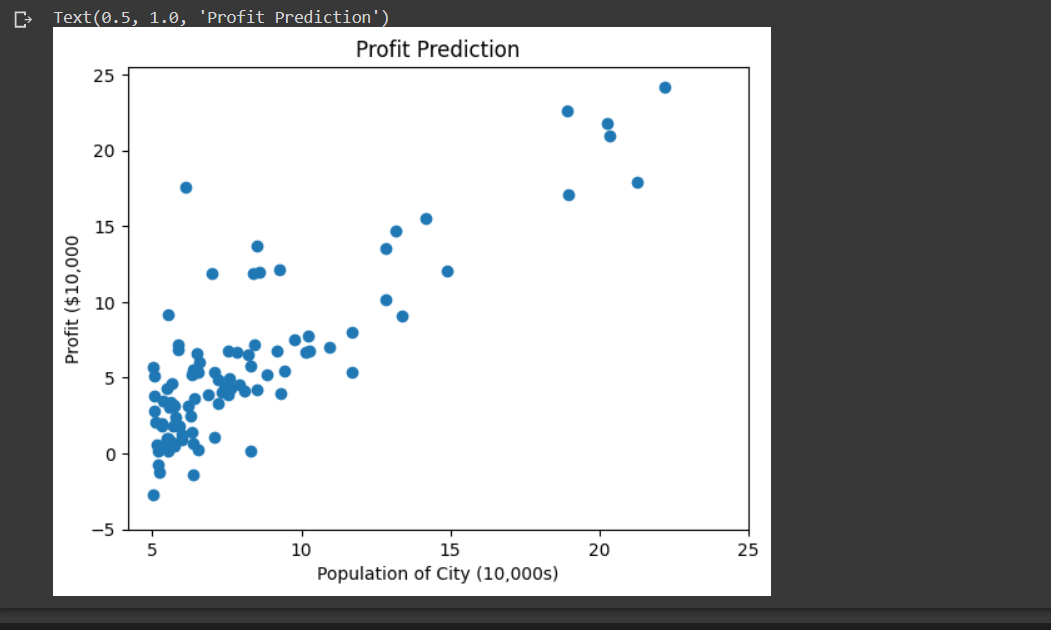 Text(0.5, 1.0, 'Profit Prediction')
Profit Prediction
25
20
15
10
5
0
−5
Profit ($10,000
5 10 15 20 25
Population of City (10,000s)